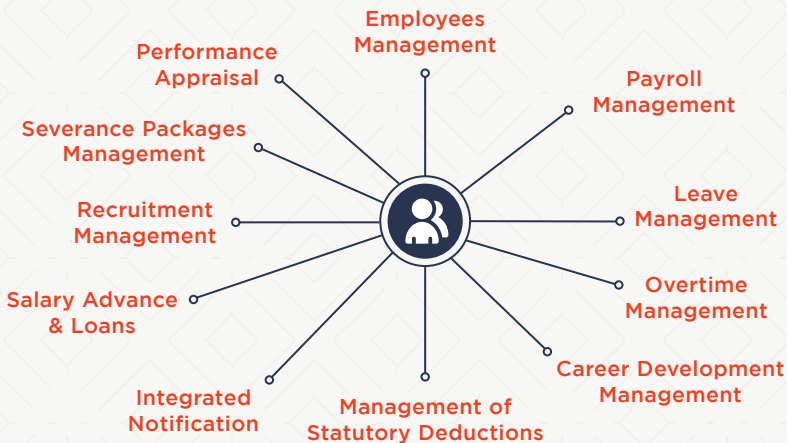 Employees
Management
Performance
Appraisal
Payroll
Management
Severance Packages
Management
Leave
Management
Recruitment
Management
Overtime
Management
Salary Advance
& Loans
Career Development
Management
Integrated
Notification
Management of
Statutory Deductions